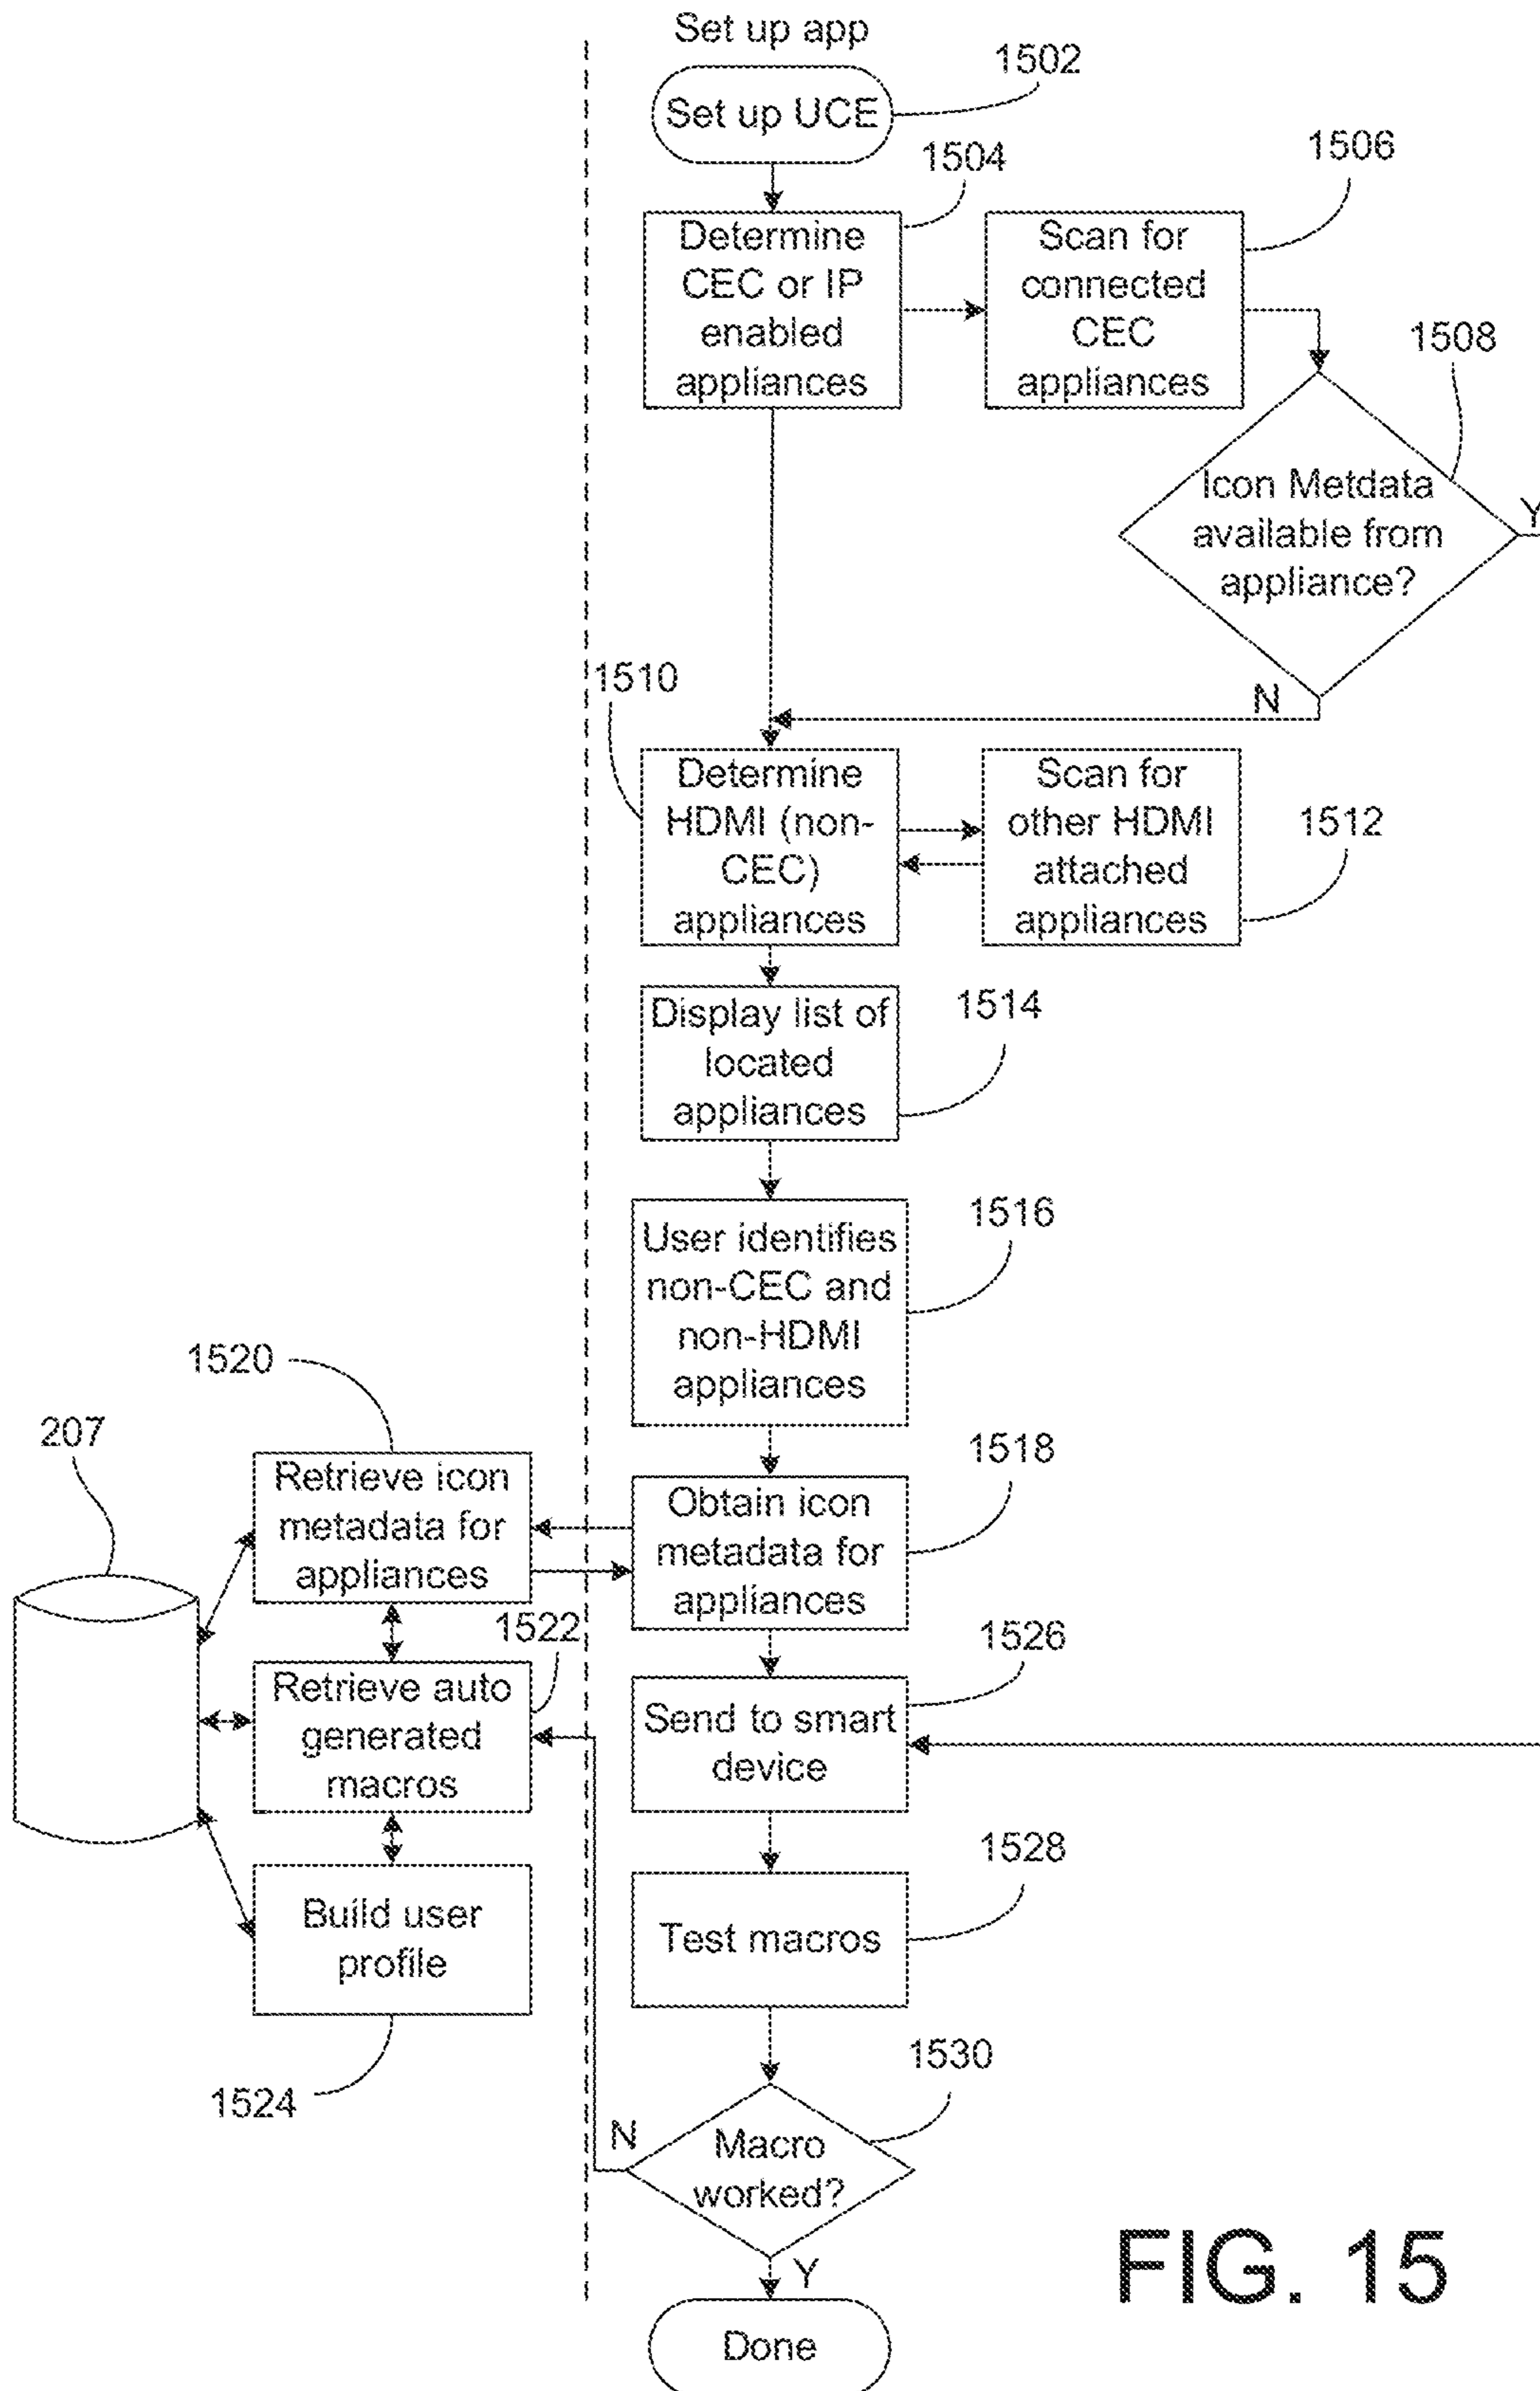 Set up app
Set up UCE
1502
1504
1506
Determine
CEC or IP
enabled
appliances
Scan for
connected
CEC
appliances
1508
Icon Metdata
available from
appliance?
Y
N
1510
Determine
HDMI (non-
CEC)
appliances
Scan for
other HDMI
attached
appliances
1512
Display list of
located
appliances
1514
User identifies
non-CEC and
non-HDMI
appliances
1516
1520
207
Retrieve icon
metadata for
appliances
Obtain icon
metadata for
appliances
1518
1522
Retrieve auto
generated
macros
Send to smart
device
1526
Build user
profile
1524
Test macros
1528
Macro
worked?
1530
N
Y
Done
FIG. 15